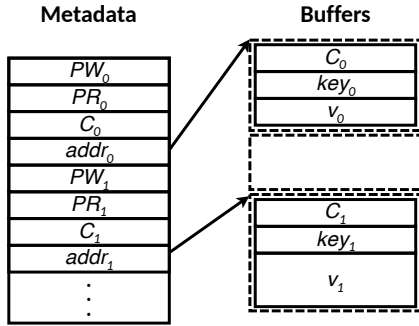 Metadata
PW₀
PR₀
C₀
addr₀
PW₁
PR₁
C₁
addr₁
.
.
.
Buffers
C₀
key₀
v₀
C₁
key₁
v₁